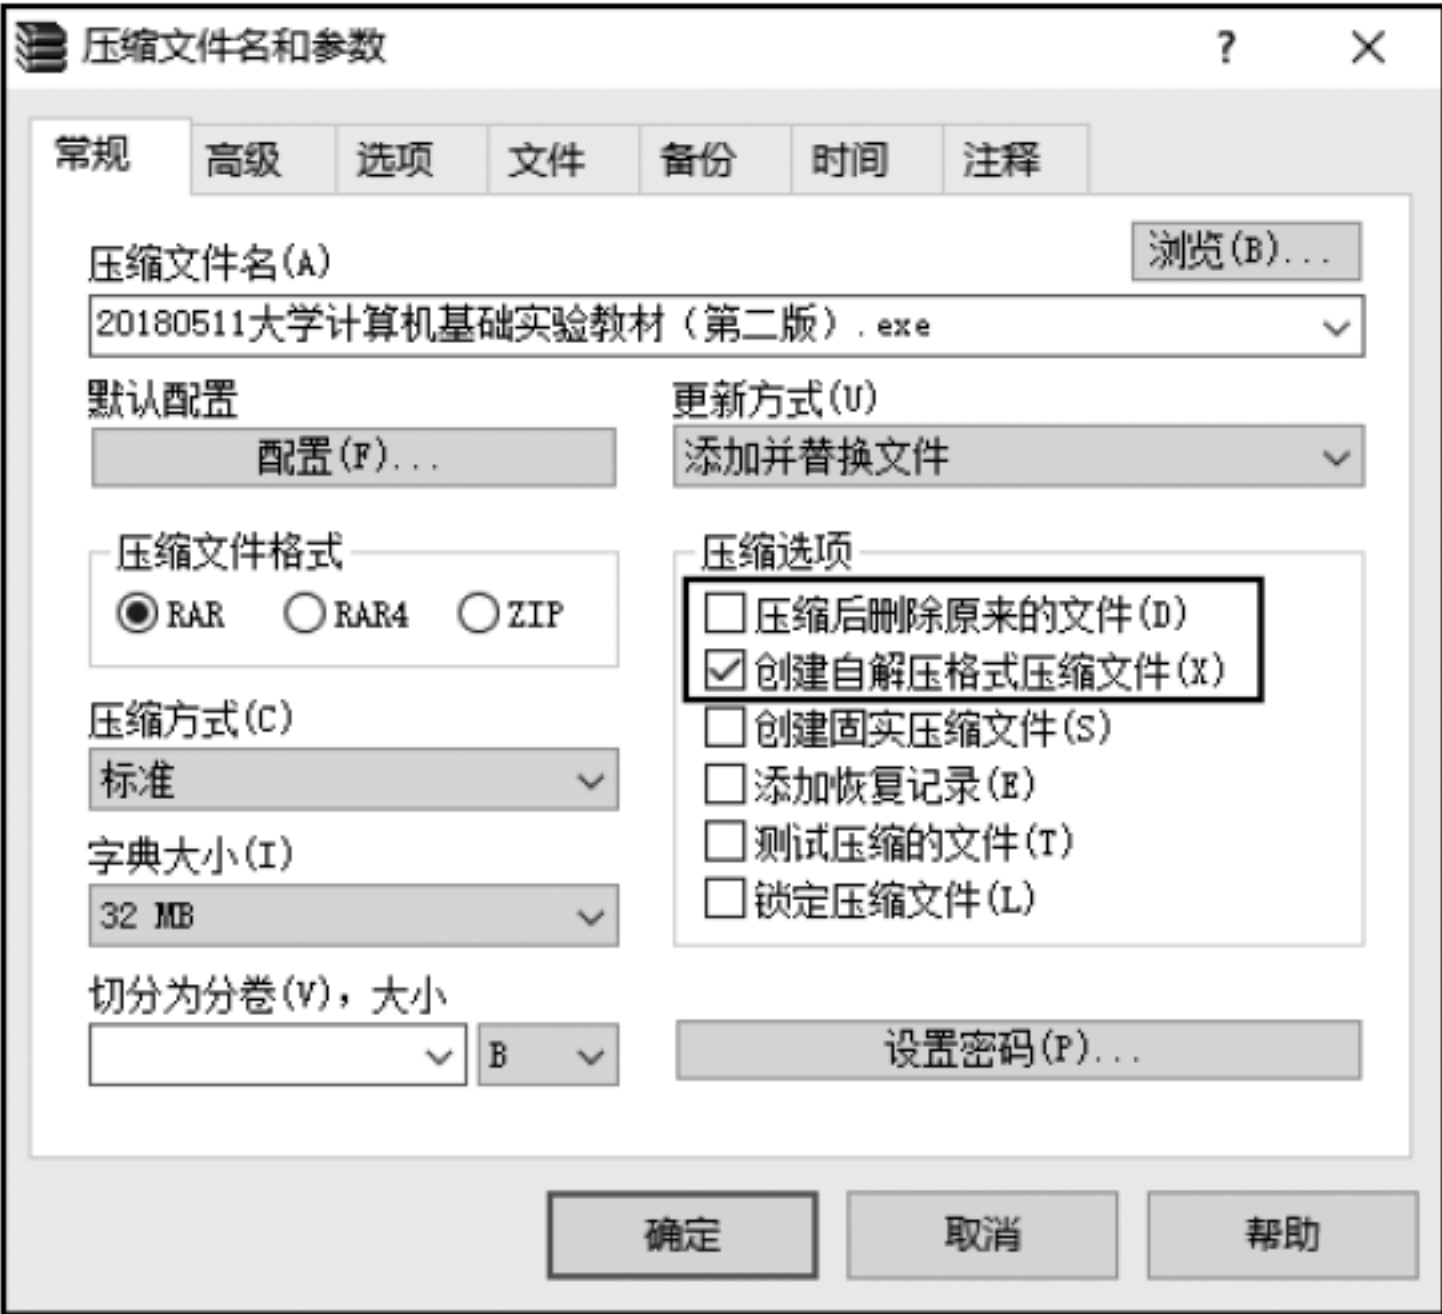 压缩文件名和参数 ?
常规 高级 选项 文件 备份 时间 注释
压缩文件名(A) 浏览(B)...
20180511大学计算机基础实验教材（第二版）.exe
默认配置 更新方式(U)
配置(F)... 添加并替换文件
压缩文件格式 压缩选项
RAR RAR4 ZIP 压缩后删除原来的文件(D)
创建自解压格式压缩文件(X)
压缩方式(C) 创建固实压缩文件(S)
标准 添加恢复记录(E)
字典大小(I) 测试压缩的文件(T)
32 MB 锁定压缩文件(L)
切分为分卷(V)，大小
B 设置密码(P)...
确定 取消 帮助